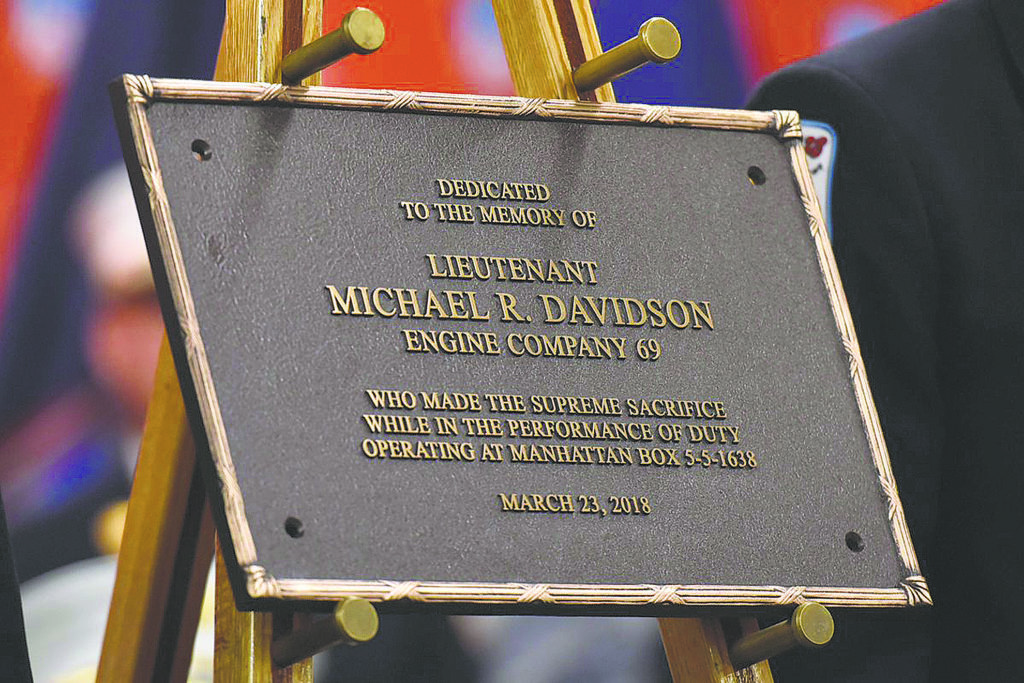 DEDICATED
TO THE MEMORY OF
LIEUTENANT
MICHAEL R. DAVIDSON
ENGINE COMPANY 69
WHO MADE THE SUPREME SACRIFICE
WHILE IN THE PERFORMANCE OF DUTY
OPERATING AT MANHATTAN BOX 5-5-1638
MARCH 23, 2018